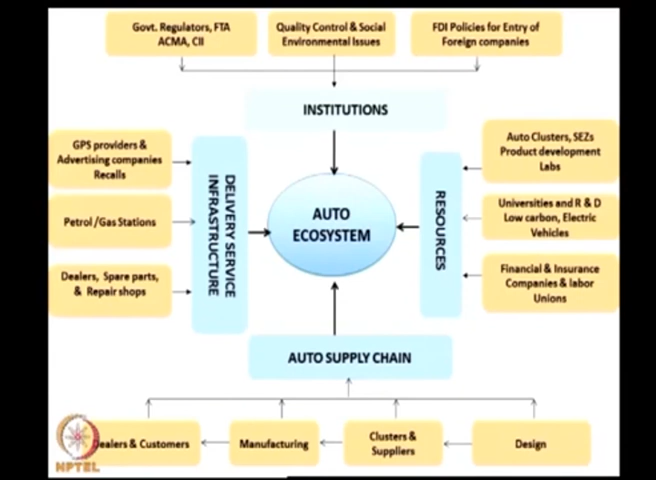 Govt. Regulators, FTA
ACMA, CII
Quality Control & Social
Environmental Issues
FDI Policies for Entry of
Foreign companies
INSTITUTIONS
GPS providers &
Advertising companies
Recalls
Petrol /Gas Stations
Dealers, Spare parts,
& Repair shops
DELIVERY SERVICE
INFRASTRUCTURE
AUTO
ECOSYSTEM
RESOURCES
Auto Clusters, SEZs
Product development
Labs
Universities and R & D
Low carbon, Electric
Vehicles
Financial & Insurance
Companies & labor
Unions
AUTO SUPPLY CHAIN
Dealers & Customers
Manufacturing
Clusters &
Suppliers
Design
NPTEL